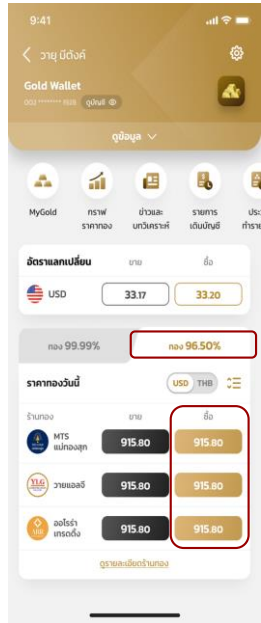 9:41
วายุ มีตังค์
Gold Wallet
ดูบัญชี
ดูข้อมูล
MyGold
กราฟ
ราคาทอง
ข่าวและ
บทวิเคราะห์
รายการ
เดินบัญชี
อัตราแลกเปลี่ยน ขาย ซื้อ
USD 33.17 33.20
ทอง 99.99% ทอง 96.50%
ราคาทองวันนี้ USD THB
ร้านทอง ขาย ซื้อ
MTS
แม่ทองสุก
915.80 915.80
YLG
วายแอลจี
915.80 915.80
ออโรร่า
เทรดดิ้ง
915.80 915.80
ดูรายละเอียดร้านทอง